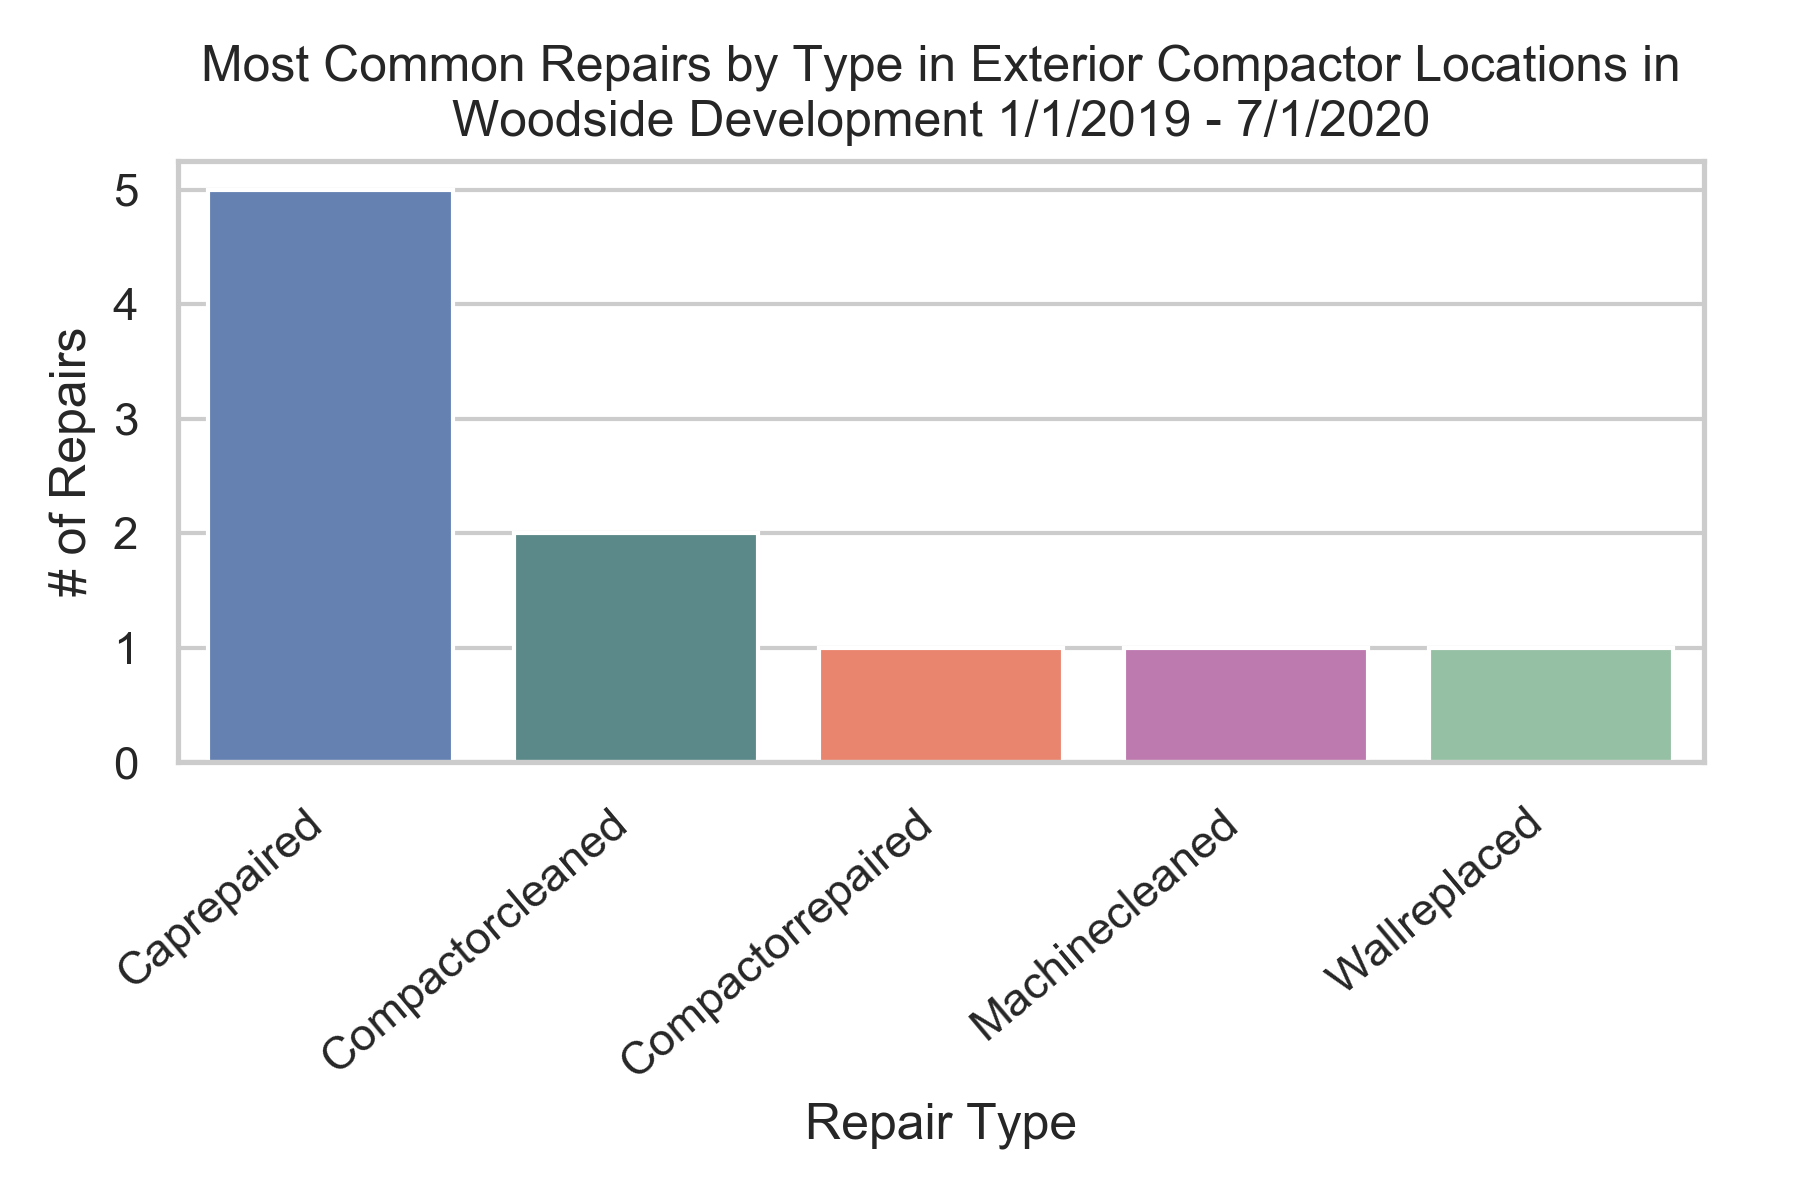 Most Common Repairs by Type in Exterior Compactor Locations in
Woodside Development 1/1/2019 - 7/1/2020
# of Repairs
5
4
3
2
1
0
Caprepaired
Compactorcleaned
Compactorrepaired
Machinecleaned
Wallreplaced
Repair Type